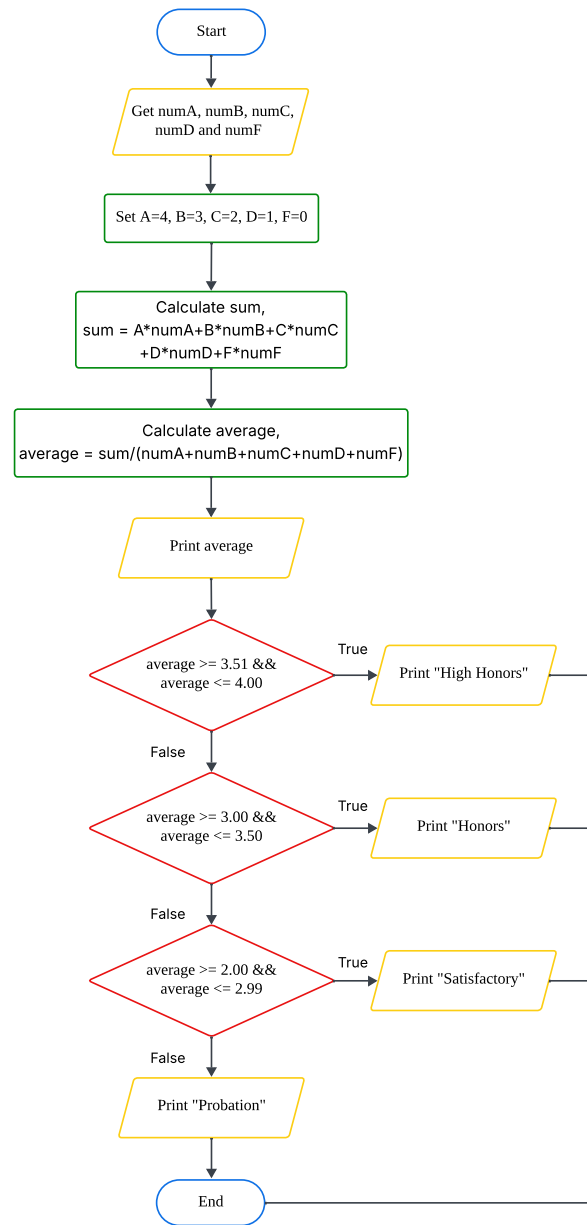 Start
Get numA, numB, numC,
numD and numF
Set A=4, B=3, C=2, D=1, F=0
Calculate sum,
sum = A*numA+B*numB+C*numC
+D*numD+F*numF
Calculate average,
average = sum/(numA+numB+numC+numD+numF)
Print average
average >= 3.51 &&
average <= 4.00
True
Print "High Honors"
False
average >= 3.00 &&
average <= 3.50
True
Print "Honors"
False
average >= 2.00 &&
average <= 2.99
True
Print "Satisfactory"
False
Print "Probation"
End